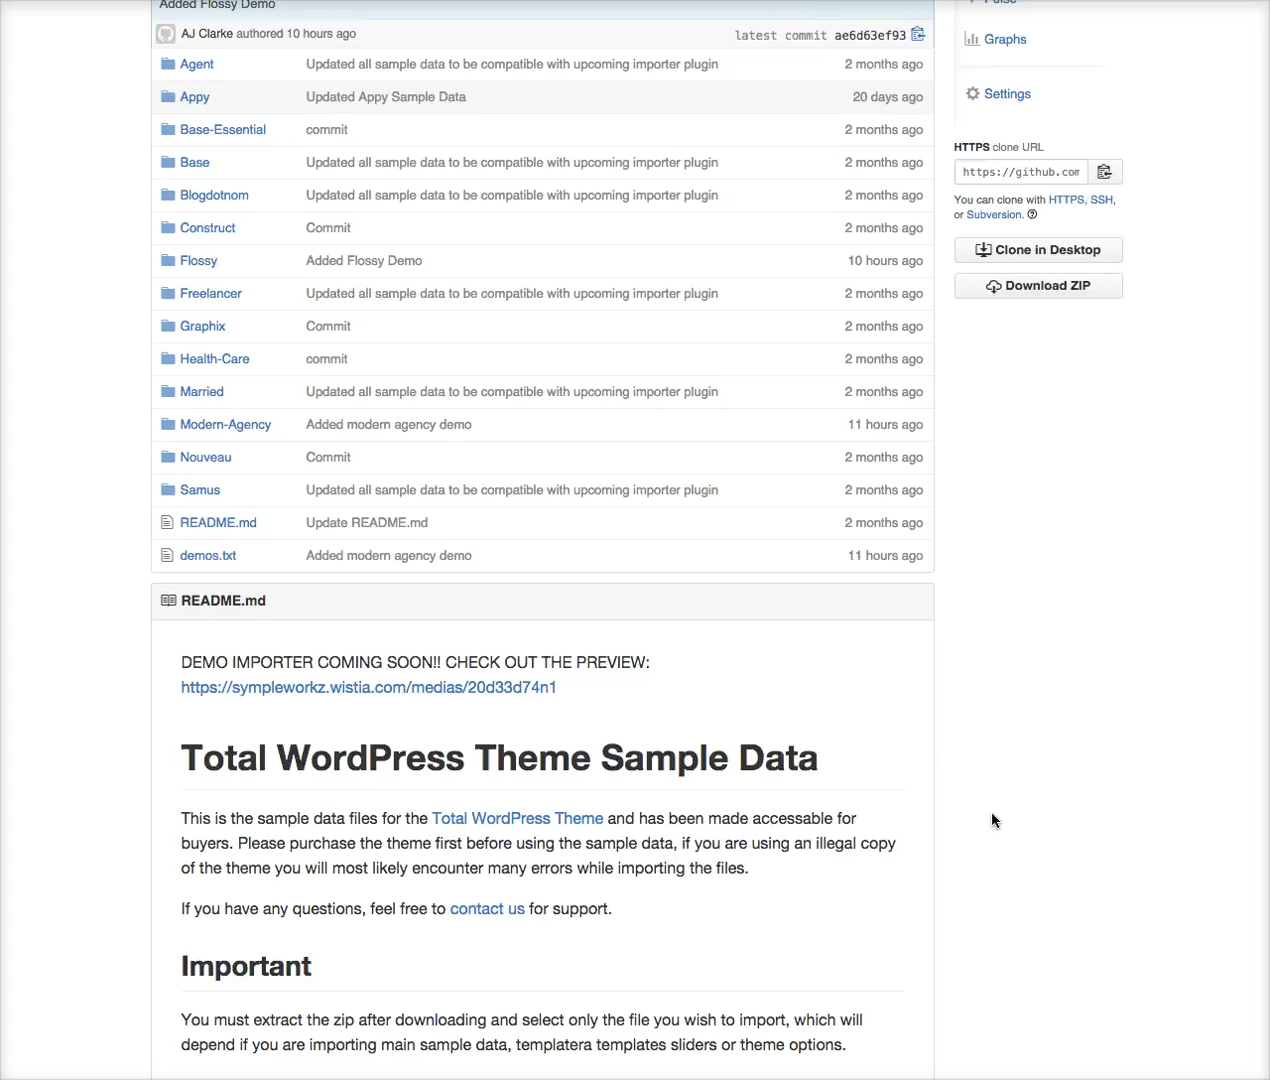 Added Flossy Demo
Pulse
AJ Clarke authored 10 hours ago latest commit ae6d63ef93
Graphs
Agent Updated all sample data to be compatible with upcoming importer plugin 2 months ago
Appy Updated Appy Sample Data 20 days ago
Settings
Base-Essential commit 2 months ago
HTTPS clone URL
Base Updated all sample data to be compatible with upcoming importer plugin 2 months ago
https://github.com
Blogdotnom Updated all sample data to be compatible with upcoming importer plugin 2 months ago
You can clone with HTTPS, SSH,
or Subversion.
Construct Commit 2 months ago
Clone in Desktop
Flossy Added Flossy Demo 10 hours ago
Download ZIP
Freelancer Updated all sample data to be compatible with upcoming importer plugin 2 months ago
Graphix Commit 2 months ago
Health-Care commit 2 months ago
Married Updated all sample data to be compatible with upcoming importer plugin 2 months ago
Modern-Agency Added modern agency demo 11 hours ago
Nouveau Commit 2 months ago
Samus Updated all sample data to be compatible with upcoming importer plugin 2 months ago
README.md Update README.md 2 months ago
demos.txt Added modern agency demo 11 hours ago
README.md
DEMO IMPORTER COMING SOON!! CHECK OUT THE PREVIEW:
https://sympleworkz.wistia.com/medias/20d33d74n1
Total WordPress Theme Sample Data
This is the sample data files for the Total WordPress Theme and has been made accessable for
buyers. Please purchase the theme first before using the sample data, if you are using an illegal copy
of the theme you will most likely encounter many errors while importing the files.
If you have any questions, feel free to contact us for support.
Important
You must extract the zip after downloading and select only the file you wish to import, which will
depend if you are importing main sample data, templatera templates sliders or theme options.